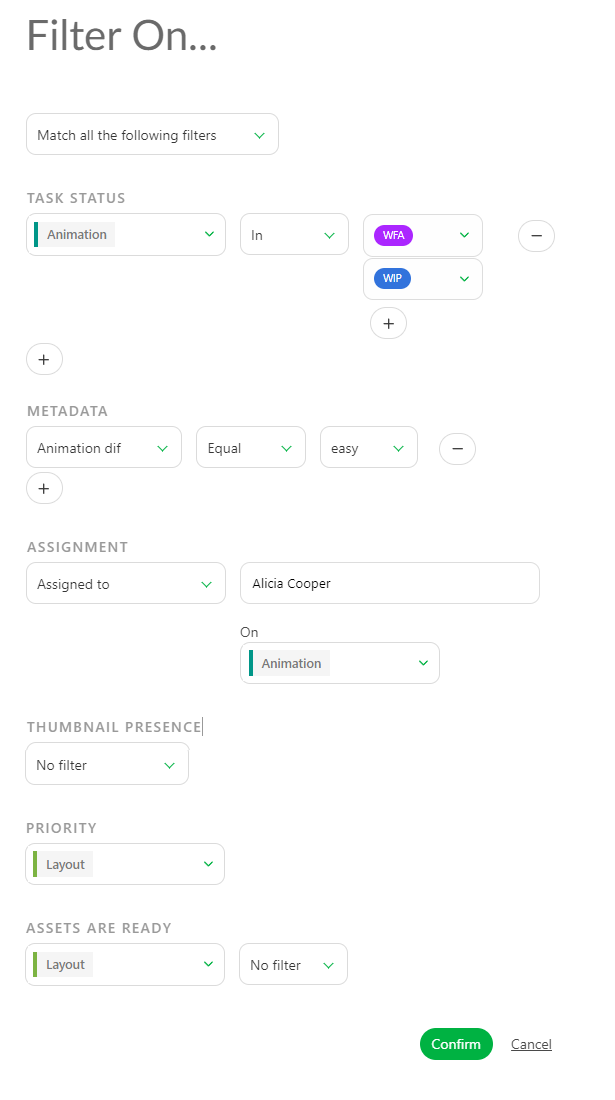 Filter On...
Match all the following filters
TASK STATUS
Animation In WFA
WIP
METADATA
Animation dif Equal easy
ASSIGNMENT
Assigned to Alicia Cooper
On
Animation
THUMBNAIL PRESENCE
No filter
PRIORITY
Layout
ASSETS ARE READY
Layout No filter
Confirm Cancel